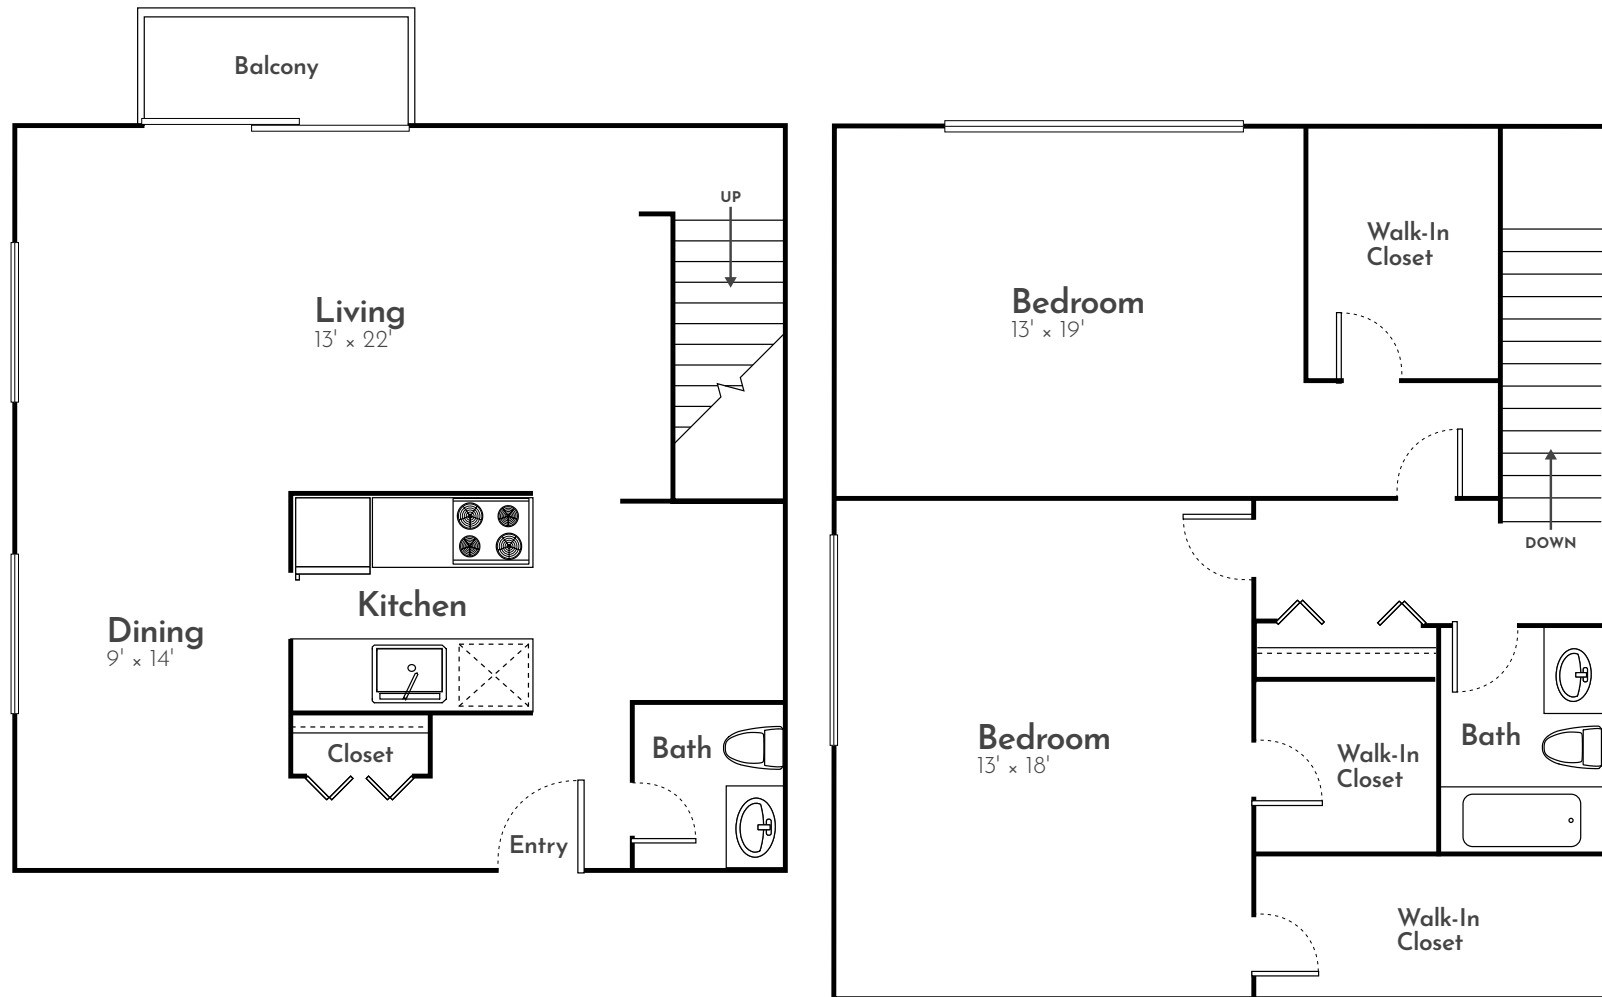 Balcony
UP
Living
13' × 22'
Kitchen
Dining
9' × 14'
Closet
Bath
Entry
Walk-In
Closet
Bedroom
13' × 19'
DOWN
Bedroom
13' × 18'
Walk-In
Closet
Bath
Walk-In
Closet